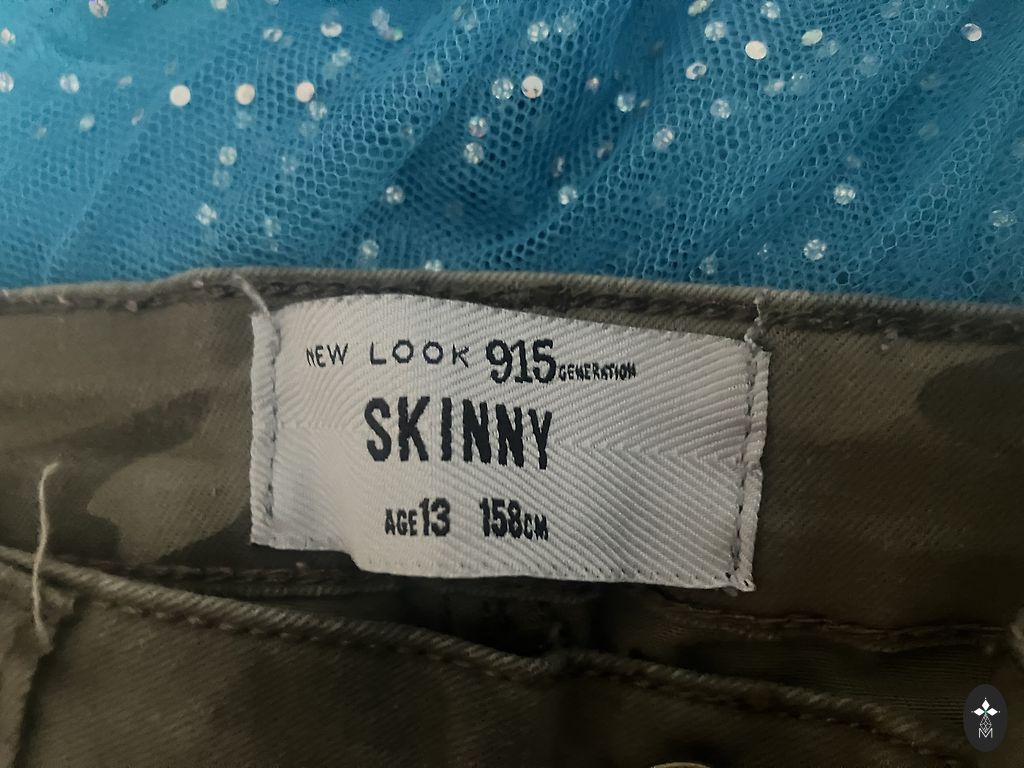 NEW LOOK 915 GENERATION
SKINNY
AGE 13 158CM
M